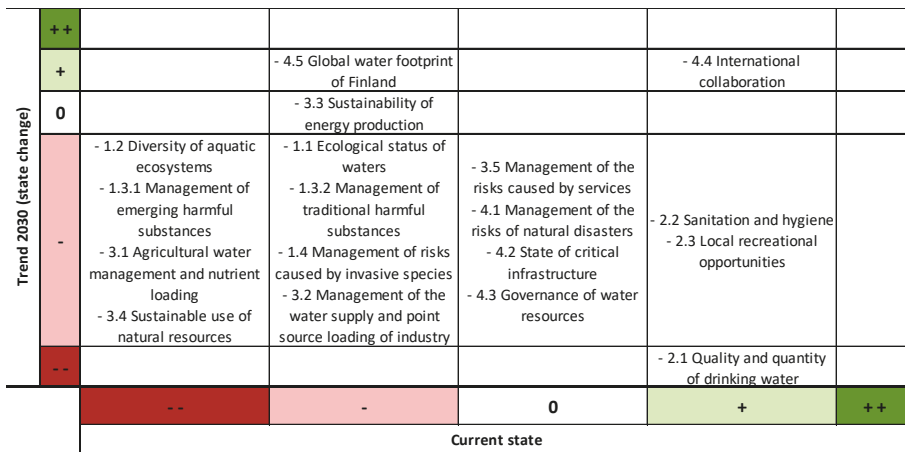 Trend 2030 (state change)
++
+
- 4.5 Global water footprint
of Finland
- 4.4 International
collaboration
0
- 3.3 Sustainability of
energy production
-
- 1.2 Diversity of aquatic
ecosystems
- 1.3.1 Management of
emerging harmful
substances
- 3.1 Agricultural water
management and nutrient
loading
- 3.4 Sustainable use of
natural resources
- 1.1 Ecological status of
waters
- 1.3.2 Management of
traditional harmful
substances
- 1.4 Management of risks
caused by invasive species
- 3.2 Management of the
water supply and point
source loading of industry
- 3.5 Management of the
risks caused by services
- 4.1 Management of the
risks of natural disasters
- 4.2 State of critical
infrastructure
- 4.3 Governance of water
resources
- 2.2 Sanitation and hygiene
- 2.3 Local recreational
opportunities
--
- 2.1 Quality and quantity
of drinking water
--
-
0
+
++
Current state